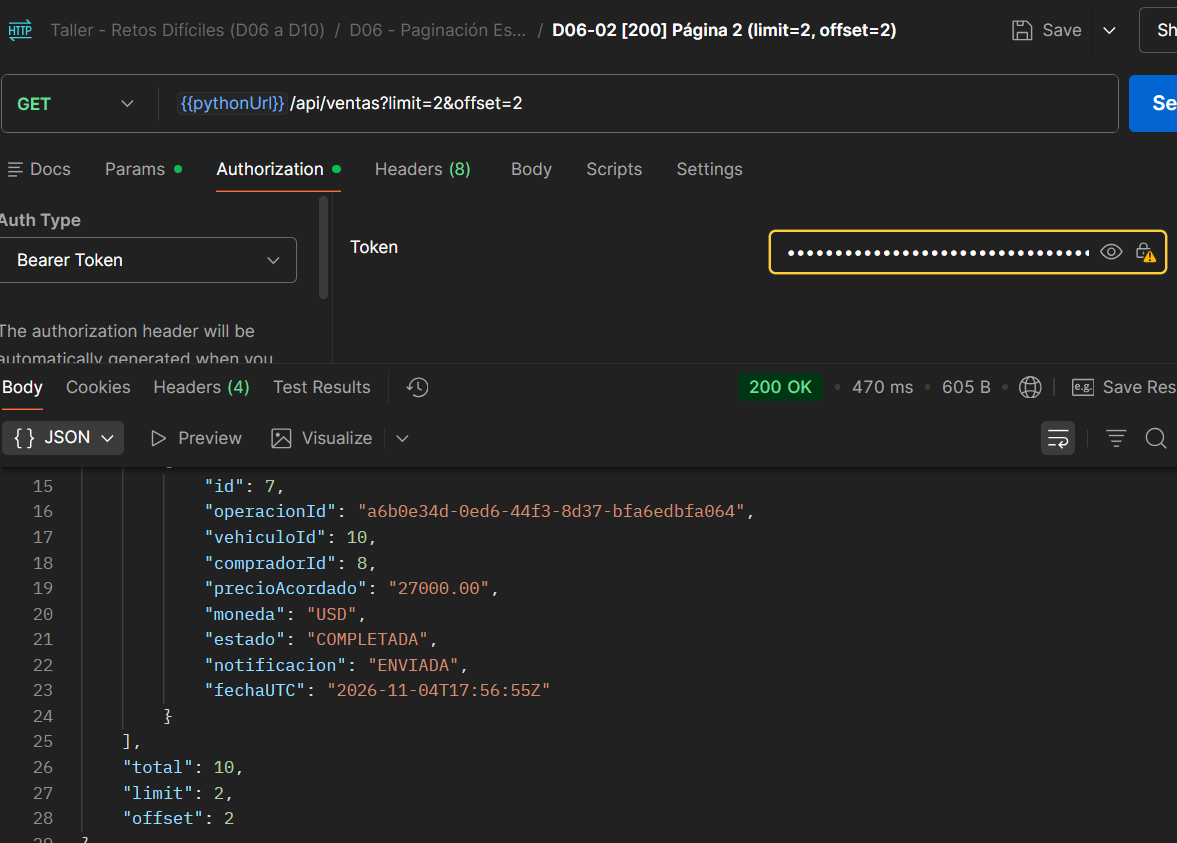 HTTP Taller - Retos Difíciles (D06 a D10) / D06 - Paginación Es... / D06-02 [200] Página 2 (limit=2, offset=2) Save Sh
GET {{pythonUrl}}/api/ventas?limit=2&offset=2 Se
Docs Params Authorization Headers (8) Body Scripts Settings
Auth Type
Bearer Token
Token
The authorization header will be
automatically generated when you
Body Cookies Headers (4) Test Results 200 OK • 470 ms • 605 B • e.g. Save Res
{} JSON Preview Visualize
15 "id": 7,
16 "operacionId": "a6b0e34d-0ed6-44f3-8d37-bfa6edbfa064",
17 "vehiculoId": 10,
18 "compradorId": 8,
19 "precioAcordado": "27000.00",
20 "moneda": "USD",
21 "estado": "COMPLETADA",
22 "notificacion": "ENVIADA",
23 "fechaUTC": "2026-11-04T17:56:55Z"
24 }
25 ],
26 "total": 10,
27 "limit": 2,
28 "offset": 2
29 }